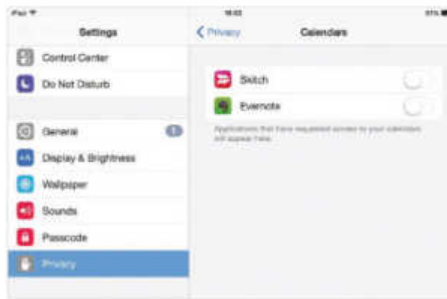 iPad
Settings
Control Center
Do Not Disturb
General
1
Display & Brightness
Wallpaper
Sounds
Passcode
Privacy
Privacy
Calendars
Skitch
Evernote
Applications that have requested access to your calendars
will appear here.